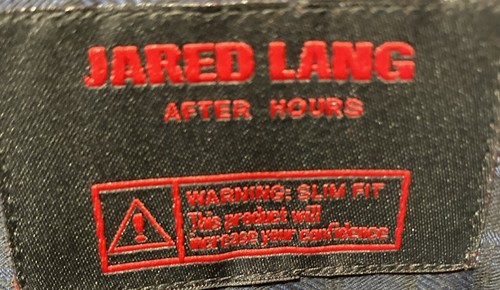 JARED LANG
AFTER HOURS
WARNING: SLIM FIT
This product will
increase your confidence